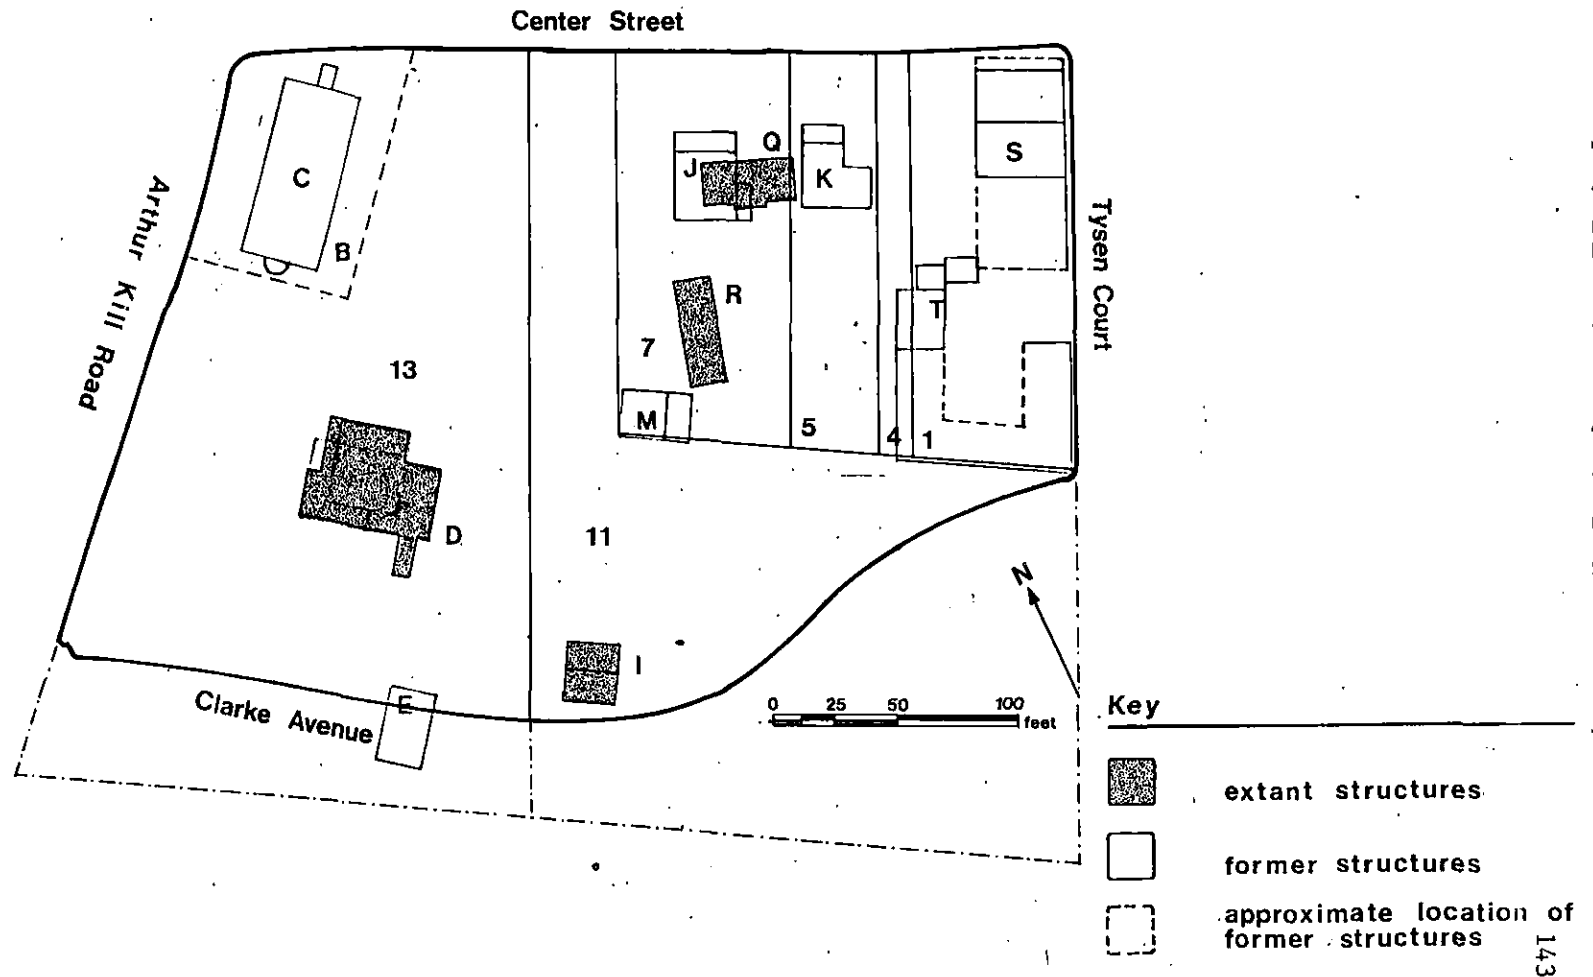 Center Street
C
B
Arthur Kill Road
13
D
E
Clarke Avenue
J
Q
K
S
R
7
T
M
5
4
1
Tysen Court
11
I
N
0 25 50 100
feet
Key
extant structures
former structures
approximate location of
former structures
143